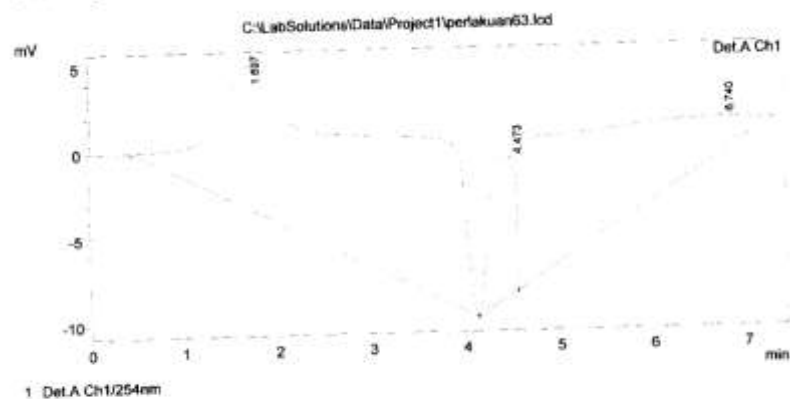 C:\LabSolutions\Data\Project1\perlakuan63.lcd
mV
Det.A Ch1
5
0
-5
-10
1.697
4.473
6.740
0 1 2 3 4 5 6 7
min
1 Det.A Ch1/254nm